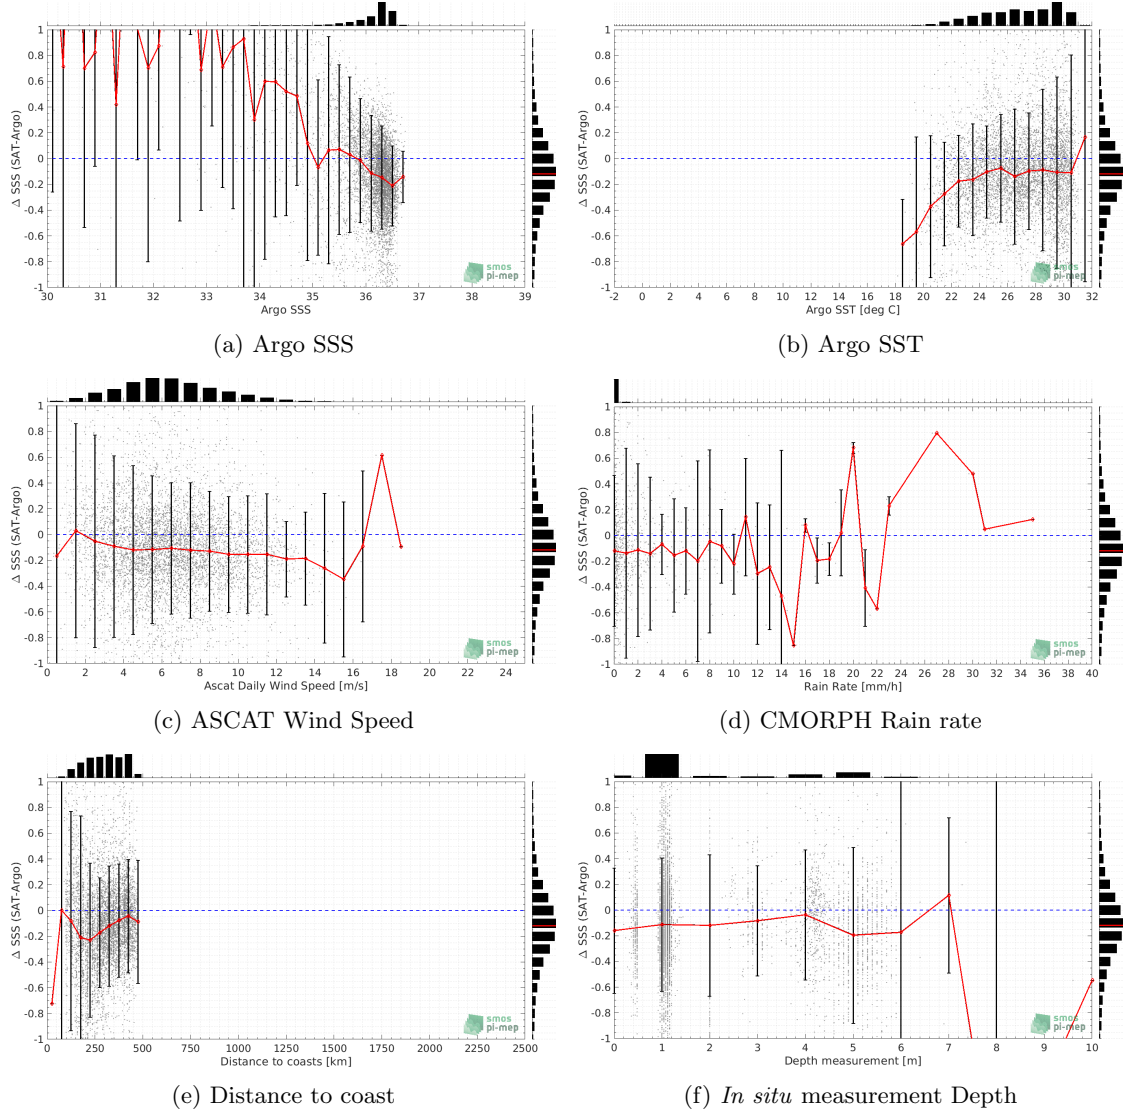 1
0.8
0.6
0.4
0.2
0
-0.2
-0.4
-0.6
-0.8
-1
Δ SSS (SAT-Argo)
30 31 32 33 34 35 36 37 38 39
Argo SSS
smos
pi-mep
(a) Argo SSS
1
0.8
0.6
0.4
0.2
0
-0.2
-0.4
-0.6
-0.8
-1
Δ SSS (SAT-Argo)
-2 0 2 4 6 8 10 12 14 16 18 20 22 24 26 28 30 32
Argo SST [deg C]
smos
pi-mep
(b) Argo SST
1
0.8
0.6
0.4
0.2
0
-0.2
-0.4
-0.6
-0.8
-1
Δ SSS (SAT-Argo)
0 2 4 6 8 10 12 14 16 18 20 22 24
Ascat Daily Wind Speed [m/s]
smos
pi-mep
(c) ASCAT Wind Speed
1
0.8
0.6
0.4
0.2
0
-0.2
-0.4
-0.6
-0.8
-1
Δ SSS (SAT-Argo)
0 2 4 6 8 10 12 14 16 18 20 22 24 26 28 30 32 34 36 38 40
Rain Rate [mm/h]
smos
pi-mep
(d) CMORPH Rain rate
1
0.8
0.6
0.4
0.2
0
-0.2
-0.4
-0.6
-0.8
-1
Δ SSS (SAT-Argo)
0 250 500 750 1000 1250 1500 1750 2000 2250 2500
Distance to coasts [km]
smos
pi-mep
(e) Distance to coast
1
0.8
0.6
0.4
0.2
0
-0.2
-0.4
-0.6
-0.8
-1
Δ SSS (SAT-Argo)
0 1 2 3 4 5 6 7 8 9 10
Depth measurement [m]
smos
pi-mep
(f) In situ measurement Depth